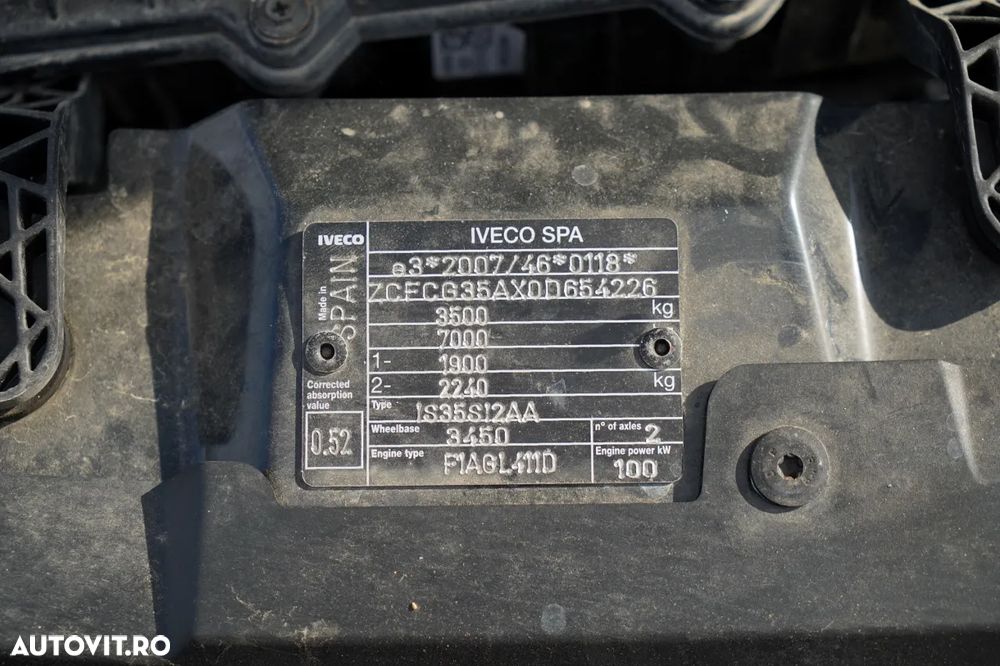 IVECO
IVECO SPA
Made in
SPAIN
e3*2007/46*0118*
ZCFCG35AX0D654226
3500 kg
7000
1- 1900
2- 2240 kg
Corrected
absorption
value
0.52
Type IS35SI2AA
Wheelbase 3450
n° of axles 2
Engine type F1AGL411D
Engine power kW
100
AUTOVIT.RO